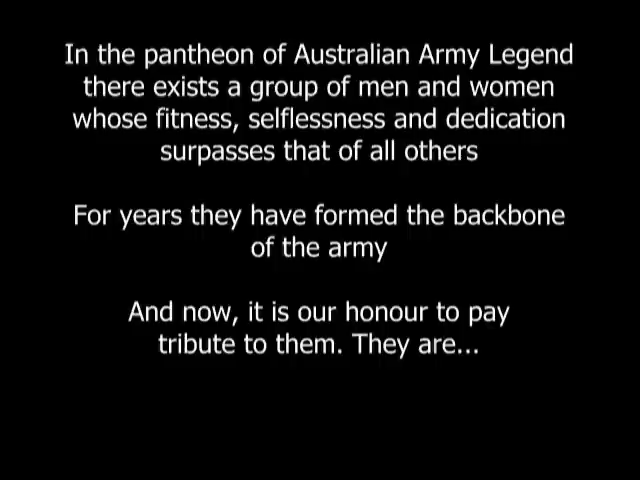 In the pantheon of Australian Army Legend
there exists a group of men and women
whose fitness, selflessness and dedication
surpasses that of all others
For years they have formed the backbone
of the army
And now, it is our honour to pay
tribute to them. They are...